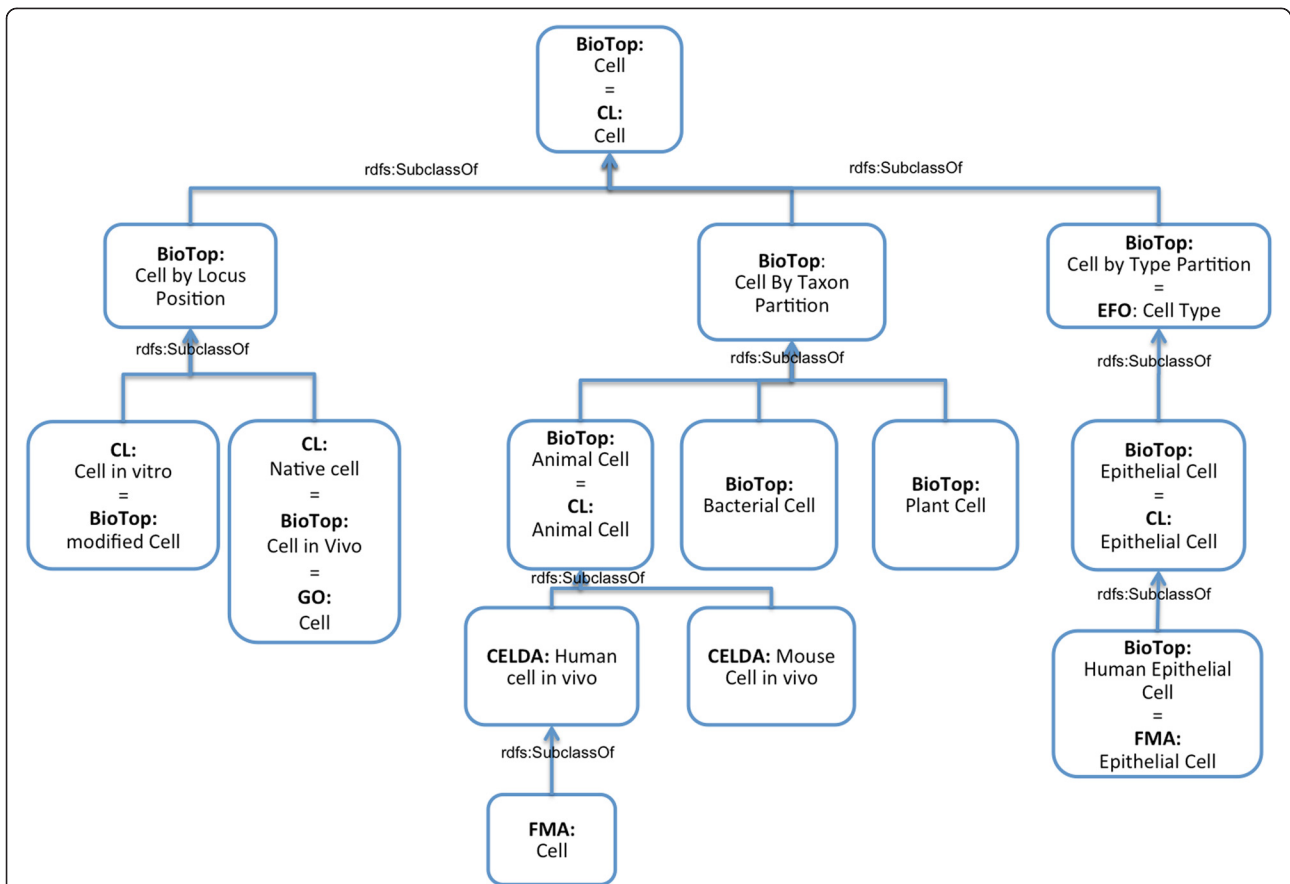 BioTop:
Cell
=
CL:
Cell
rdfs:SubclassOf
rdfs:SubclassOf
BioTop:
Cell by Locus
Position
BioTop:
Cell By Taxon
Partition
BioTop:
Cell by Type Partition
=
EFO: Cell Type
rdfs:SubclassOf
rdfs:SubclassOf
rdfs:SubclassOf
CL:
Cell in vitro
=
BioTop:
modified Cell
CL:
Native cell
=
BioTop:
Cell in Vivo
=
GO:
Cell
BioTop:
Animal Cell
=
CL:
Animal Cell
BioTop:
Bacterial Cell
BioTop:
Plant Cell
BioTop:
Epithelial Cell
=
CL:
Epithelial Cell
rdfs:SubclassOf
rdfs:SubclassOf
CELDA: Human
cell in vivo
CELDA: Mouse
Cell in vivo
BioTop:
Human Epithelial
Cell
=
FMA:
Epithelial Cell
rdfs:SubclassOf
FMA:
Cell